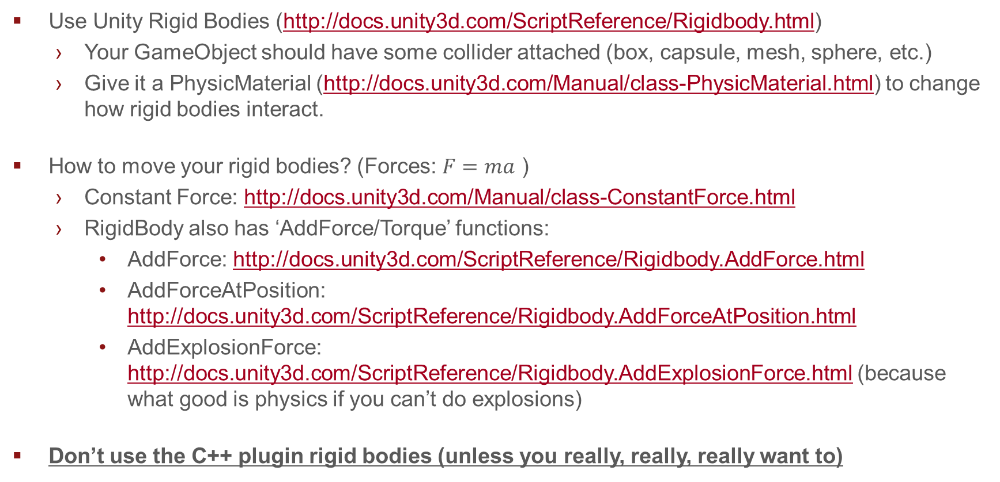 ▪ Use Unity Rigid Bodies (http://docs.unity3d.com/ScriptReference/Rigidbody.html)
› Your GameObject should have some collider attached (box, capsule, mesh, sphere, etc.)
› Give it a PhysicMaterial (http://docs.unity3d.com/Manual/class-PhysicMaterial.html) to change
how rigid bodies interact.
▪ How to move your rigid bodies? (Forces: F = ma )
› Constant Force: http://docs.unity3d.com/Manual/class-ConstantForce.html
› RigidBody also has ‘AddForce/Torque’ functions:
• AddForce: http://docs.unity3d.com/ScriptReference/Rigidbody.AddForce.html
• AddForceAtPosition:
http://docs.unity3d.com/ScriptReference/Rigidbody.AddForceAtPosition.html
• AddExplosionForce:
http://docs.unity3d.com/ScriptReference/Rigidbody.AddExplosionForce.html (because
what good is physics if you can’t do explosions)
▪ Don’t use the C++ plugin rigid bodies (unless you really, really, really want to)